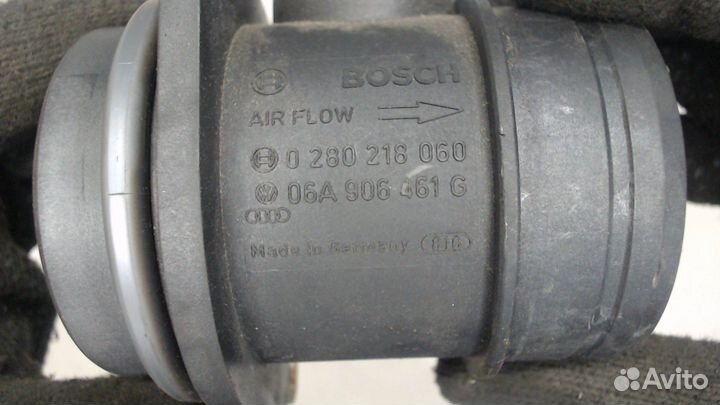 BOSCH
AIR FLOW
0 280 218 060
06A 906 461 G
Made in Germany
Avito